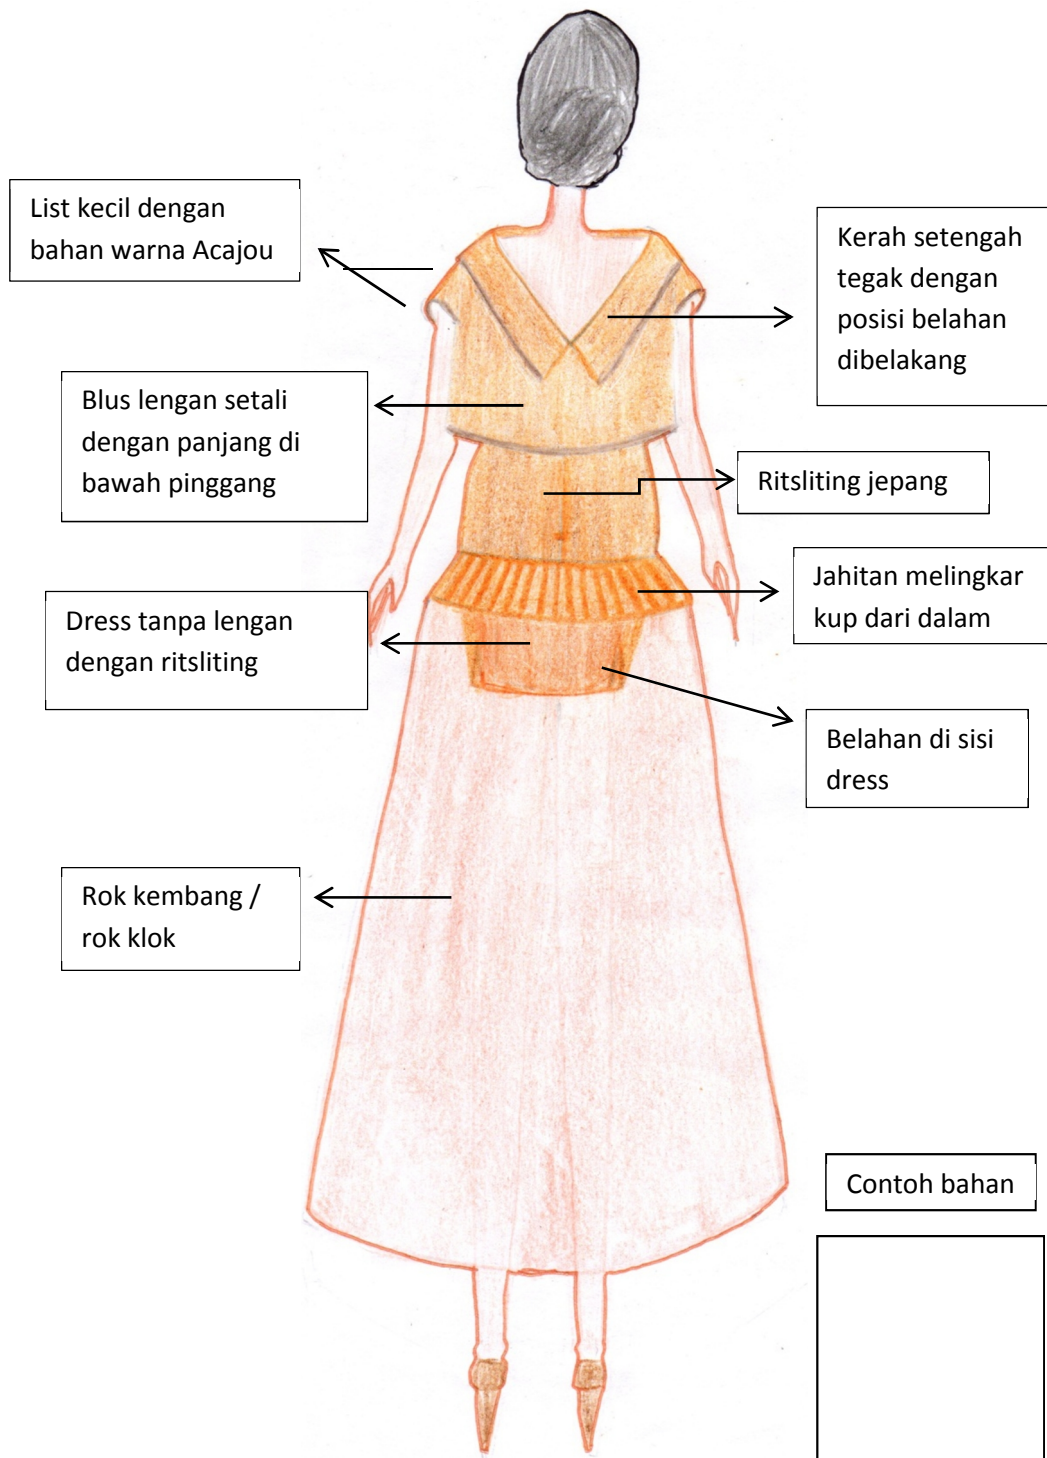 List kecil dengan
bahan warna Acajou
Kerah setengah
tegak dengan
posisi belahan
dibelakang
Blus lengan setali
dengan panjang di
bawah pinggang
Ritsliting jepang
Jahitan melingkar
kup dari dalam
Dress tanpa lengan
dengan ritsliting
Belahan di sisi
dress
Rok kembang /
rok klok
Contoh bahan